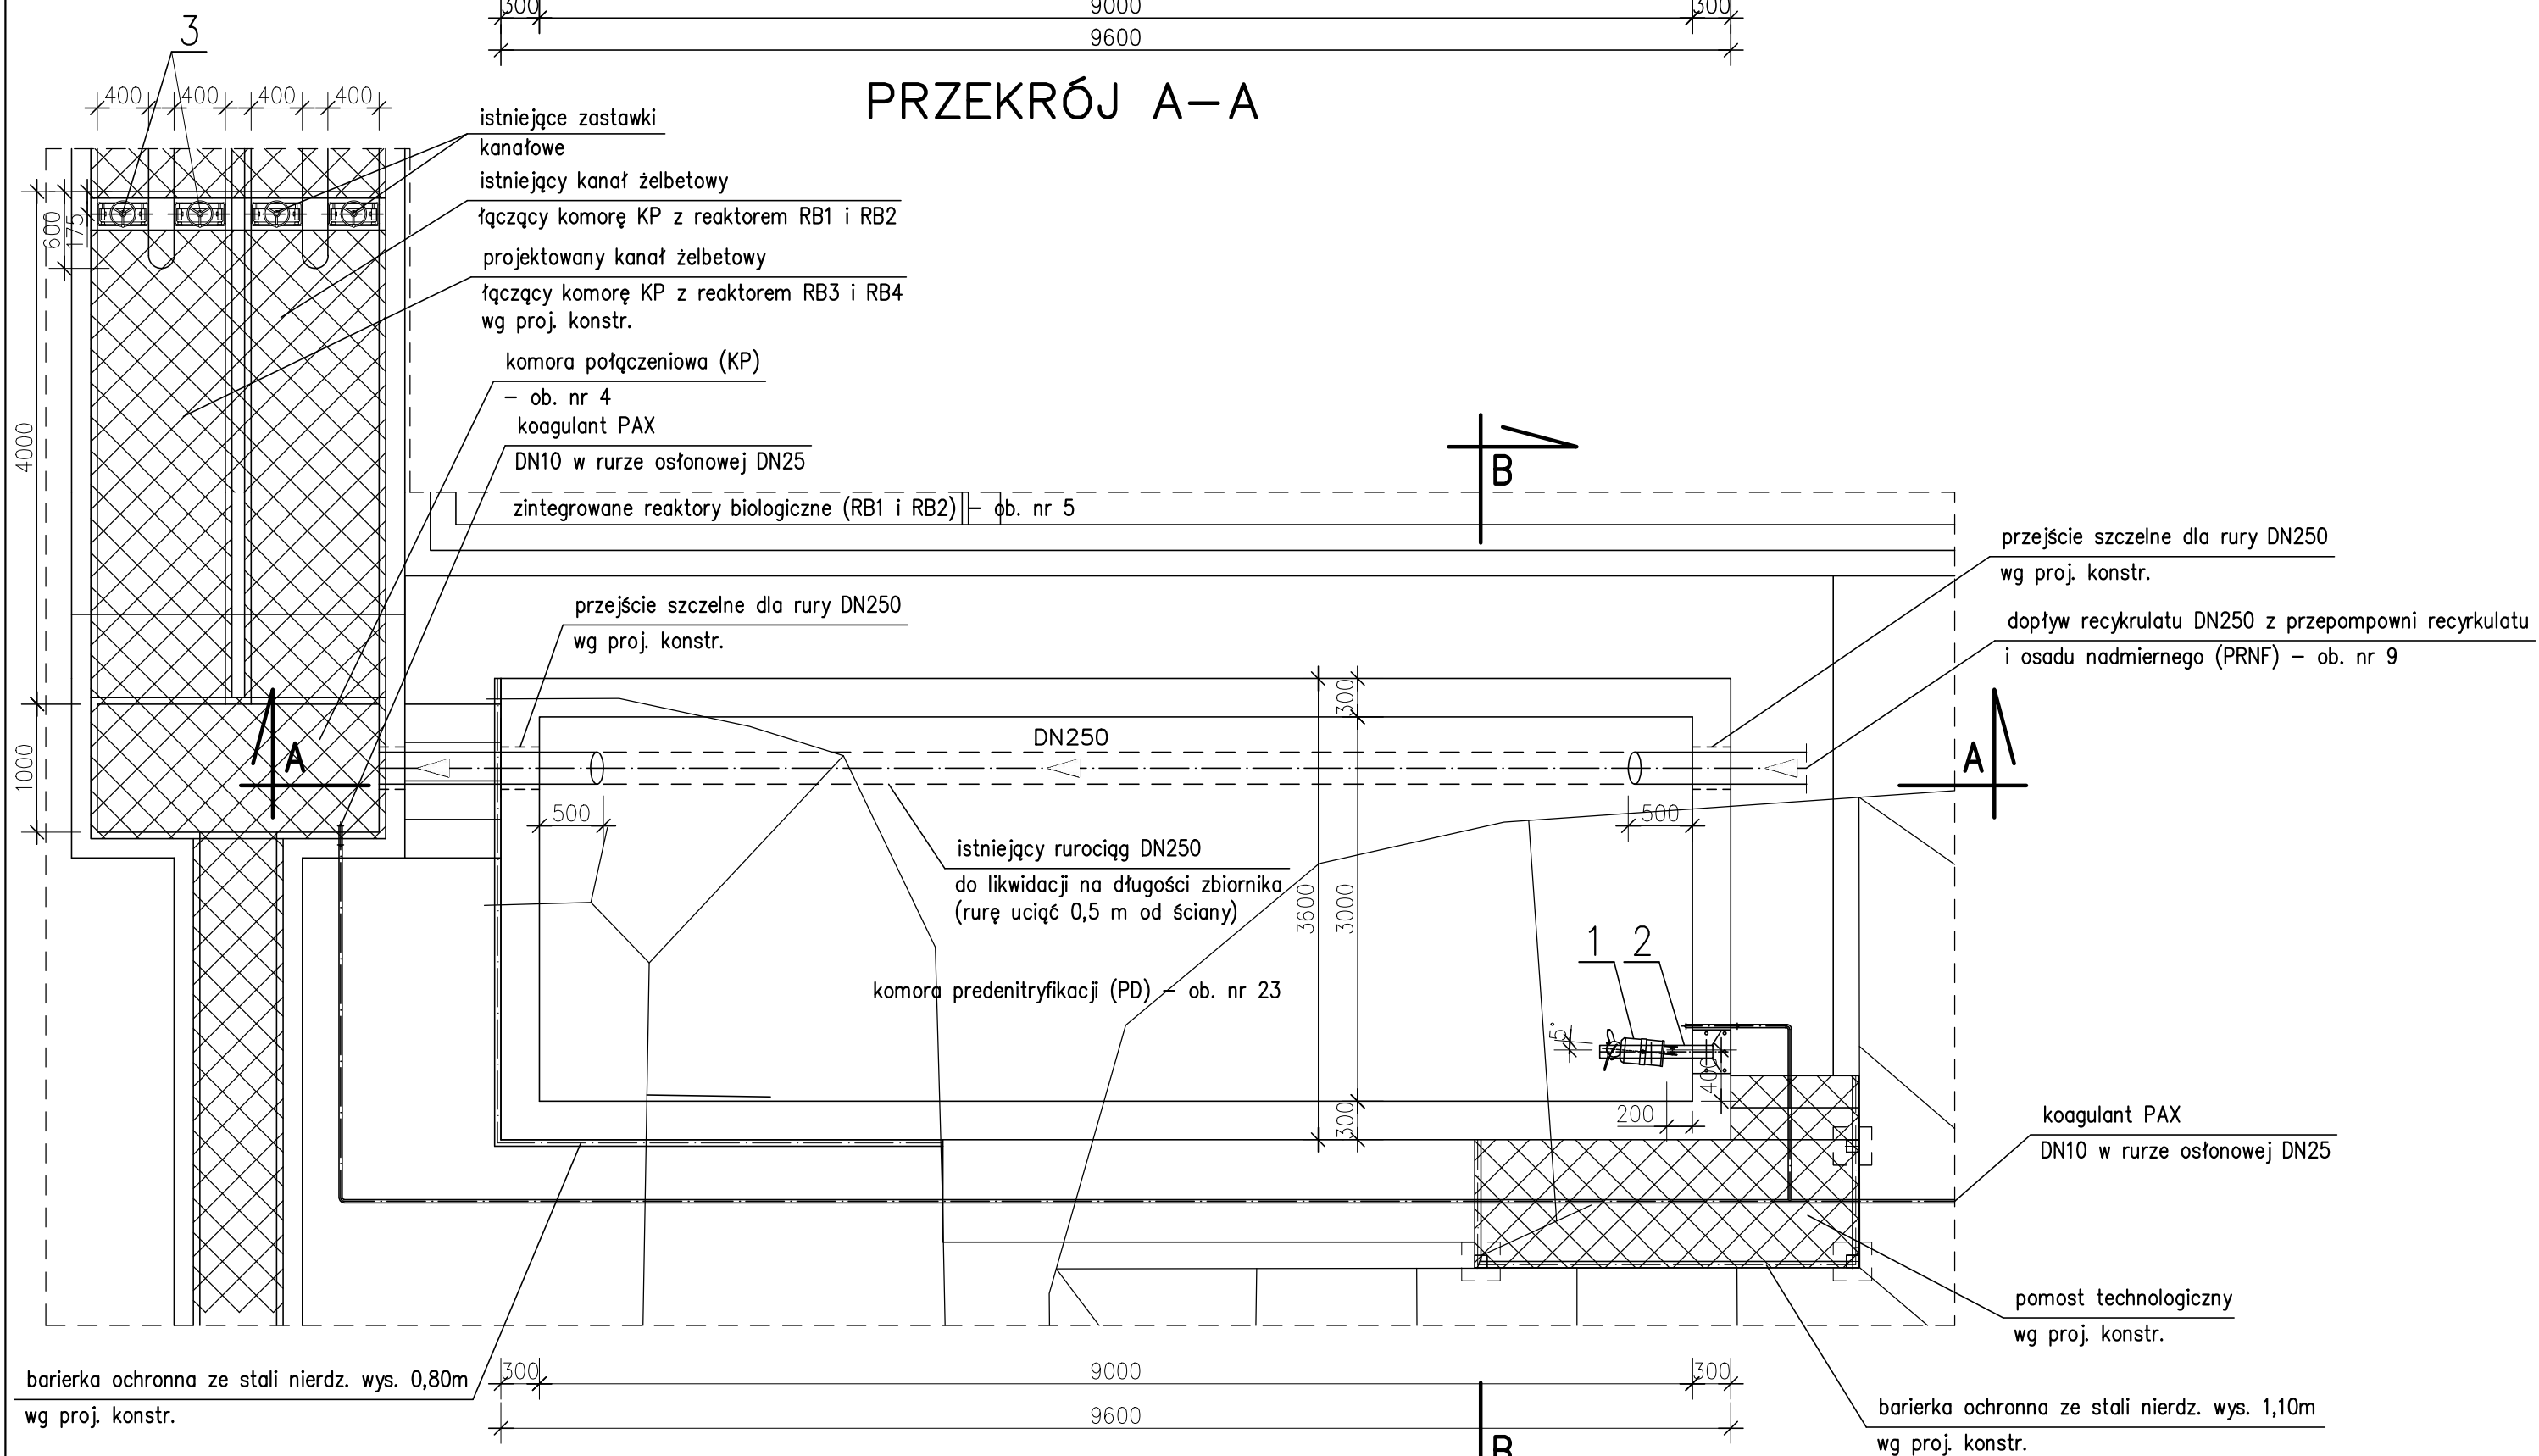 300 9000 300
9600
PRZEKRÓJ A-A
3
400 400 400 400
istniejące zastawki
kanałowe
istniejący kanał żelbetowy
łączący komorę KP z reaktorem RB1 i RB2
projektowany kanał żelbetowy
łączący komorę KP z reaktorem RB3 i RB4
wg proj. konstr.
600
175
komora połączeniowa (KP)
- ob. nr 4
koagulant PAX
DN10 w rurze osłonowej DN25
4000
B
zintegrowane reaktory biologiczne (RB1 i RB2) - ob. nr 5
przejście szczelne dla rury DN250
wg proj. konstr.
przejście szczelne dla rury DN250
wg proj. konstr.
dopływ recykrulatu DN250 z przepompowni recyrkulatu
i osadu nadmiernego (PRNF) - ob. nr 9
300
DN250
1000
A
A
500
500
istniejący rurociąg DN250
do likwidacji na długości zbiornika
(rurę uciąć 0,5 m od ściany)
3600
3000
1 2
komora predenitryfikacji (PD) - ob. nr 23
5°
400
300
200
koagulant PAX
DN10 w rurze osłonowej DN25
pomost technologiczny
wg proj. konstr.
barierka ochronna ze stali nierdz. wys. 0,80m
wg proj. konstr.
300 9000 300
9600
barierka ochronna ze stali nierdz. wys. 1,10m
wg proj. konstr.
B